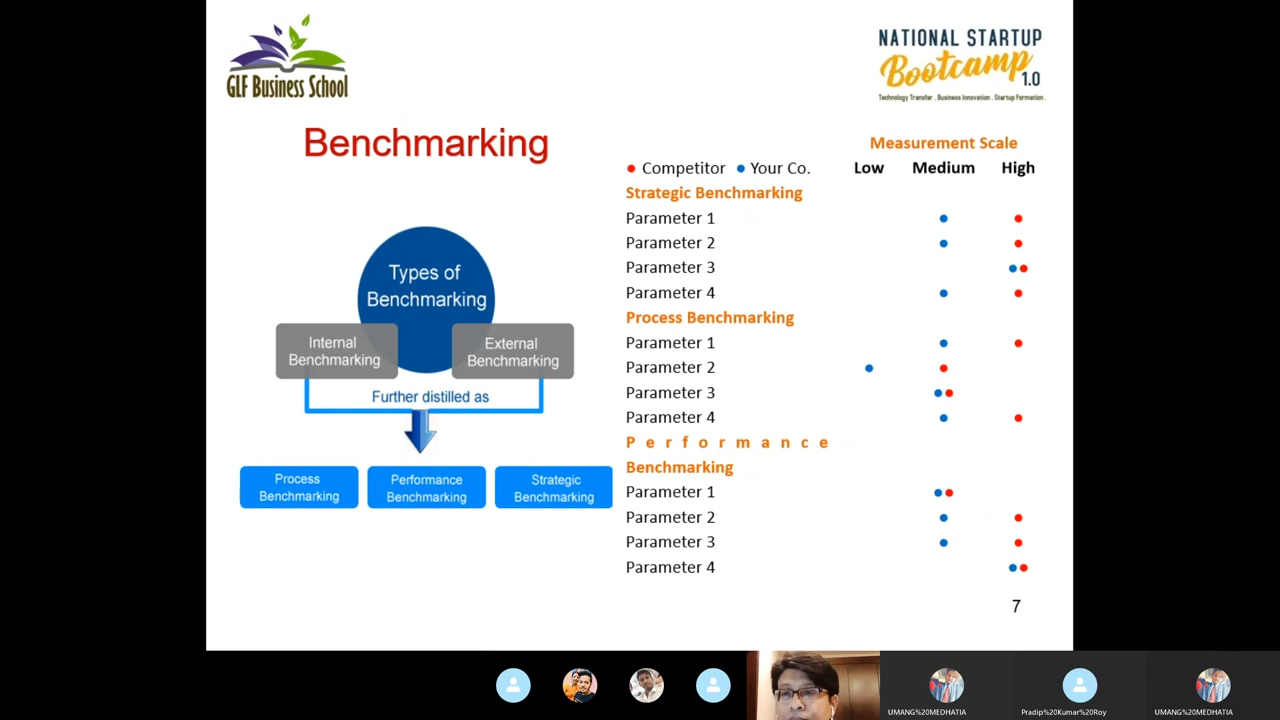 GLF Business School
NATIONAL STARTUP
Bootcamp
1.0
Technology Transfer . Business Innovation . Startup Formation .
Benchmarking
Types of
Benchmarking
Internal
Benchmarking
External
Benchmarking
Further distilled as
Process
Benchmarking
Performance
Benchmarking
Strategic
Benchmarking
Measurement Scale
Competitor Your Co. Low Medium High
Strategic Benchmarking
Parameter 1
Parameter 2
Parameter 3
Parameter 4
Process Benchmarking
Parameter 1
Parameter 2
Parameter 3
Parameter 4
Performance
Benchmarking
Parameter 1
Parameter 2
Parameter 3
Parameter 4
7
UMANG%20MEDHATIA
Pradip%20Kumar%20Roy
UMANG%20MEDHATIA